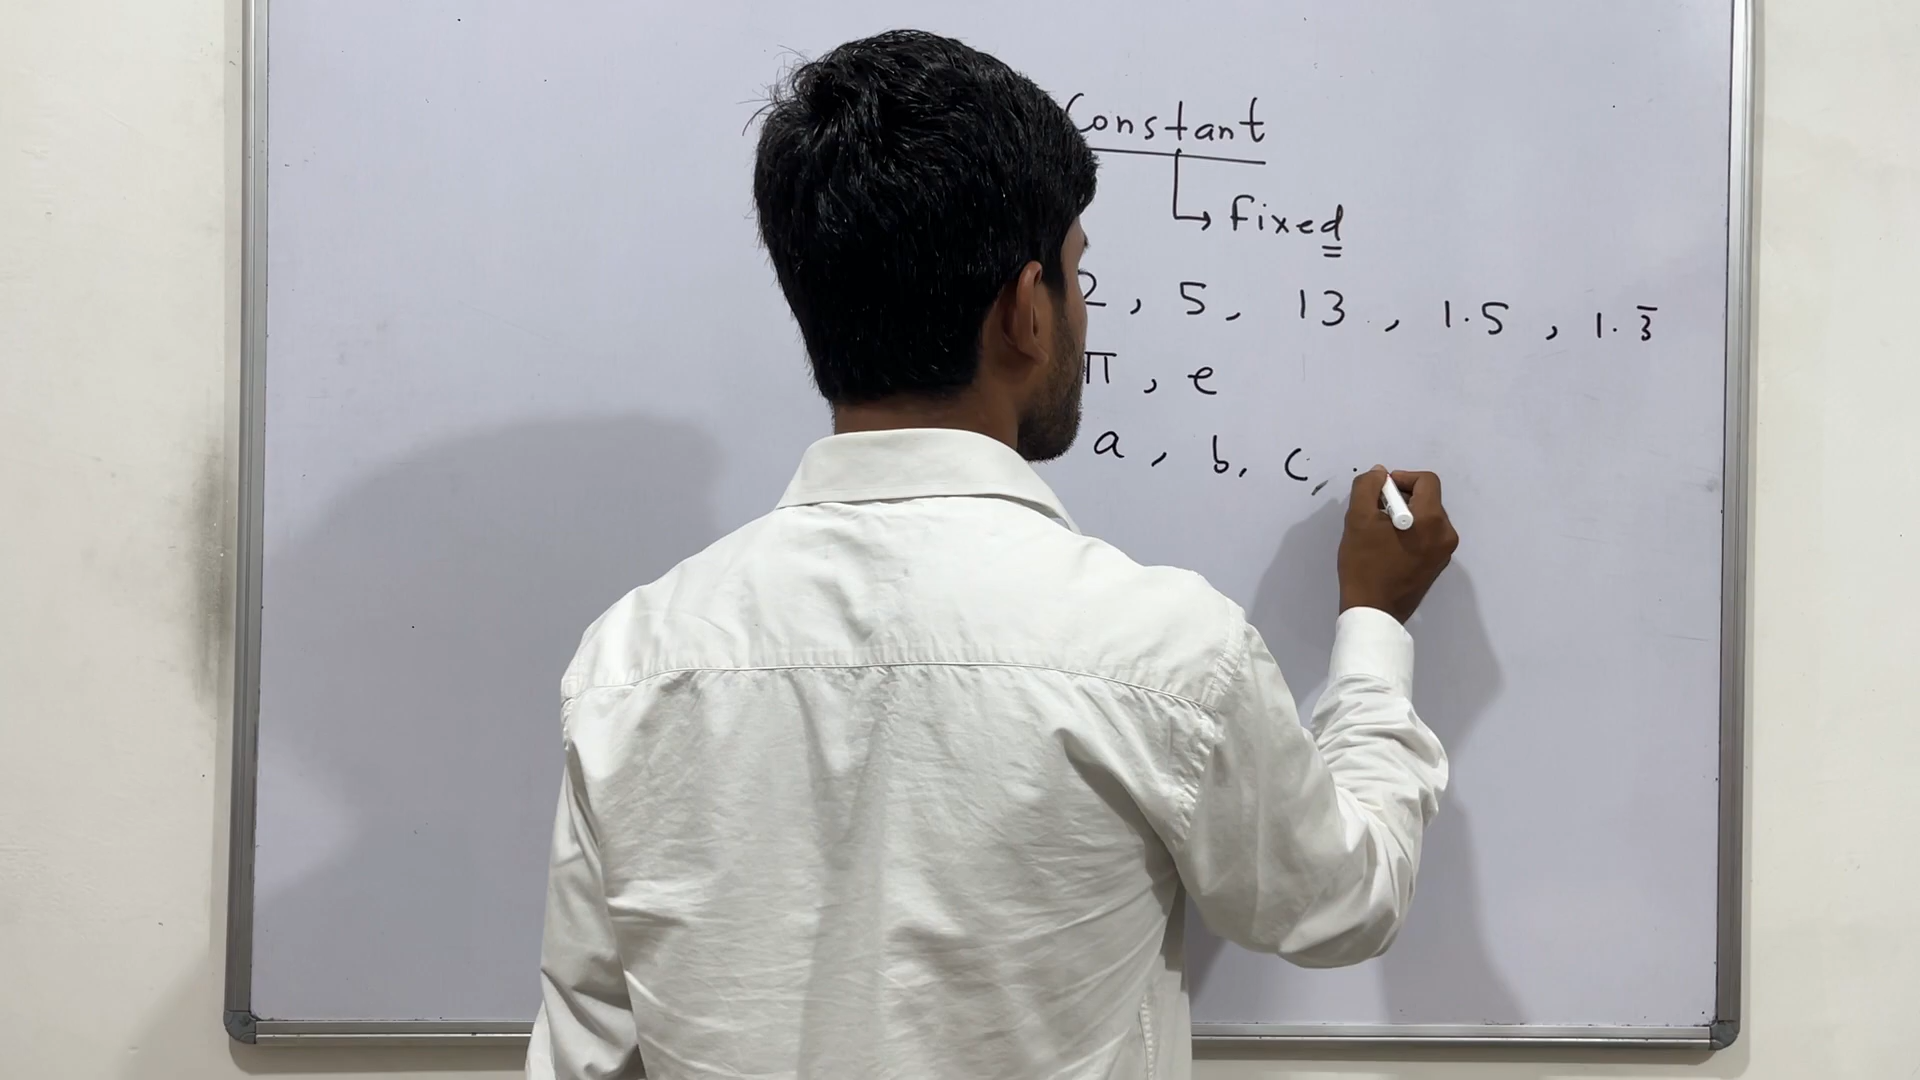 Constant
fixed
2, 5, 13, 1.5, 1.3̅
π, e
a, b, c,